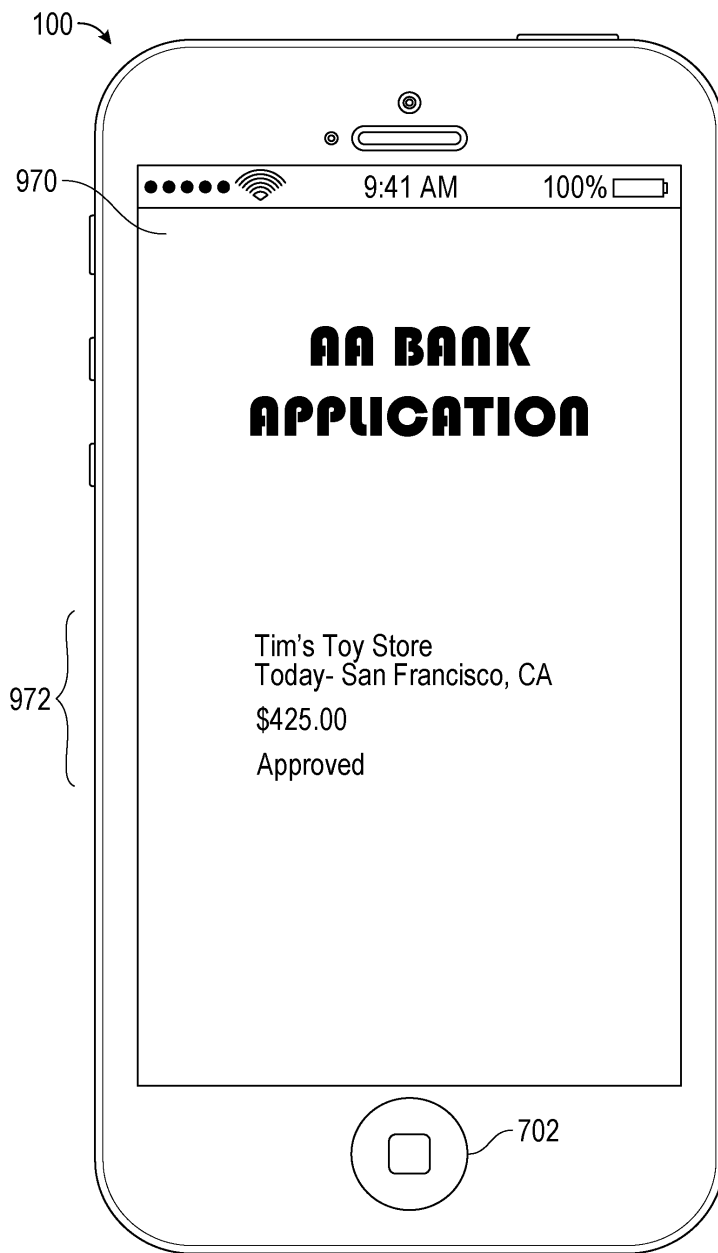 100
970
9:41 AM 100%
AA BANK
APPLICATION
Tim's Toy Store
Today- San Francisco, CA
972
$425.00
Approved
702